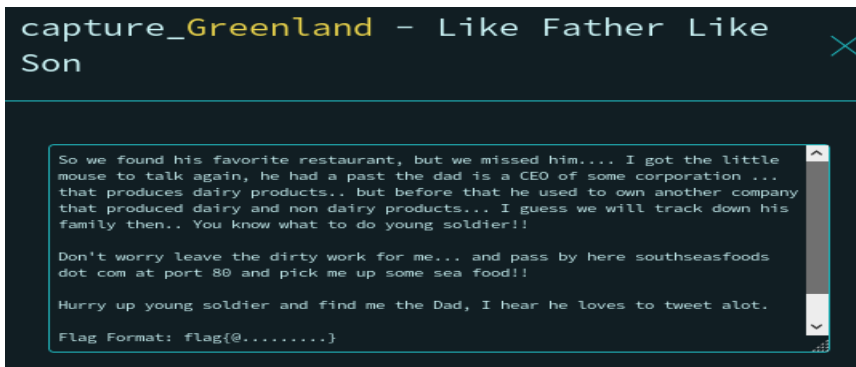 capture_Greenland – Like Father Like
Son
So we found his favorite restaurant, but we missed him.... I got the little
mouse to talk again, he had a past the dad is a CEO of some corporation ...
that produces dairy products.. but before that he used to own another company
that produced dairy and non dairy products... I guess we will track down his
family then.. You know what to do young soldier!!
Don't worry leave the dirty work for me... and pass by here southseasfoods
dot com at port 80 and pick me up some sea food!!
Hurry up young soldier and find me the Dad, I hear he loves to tweet alot.
Flag Format: flag{@.........}